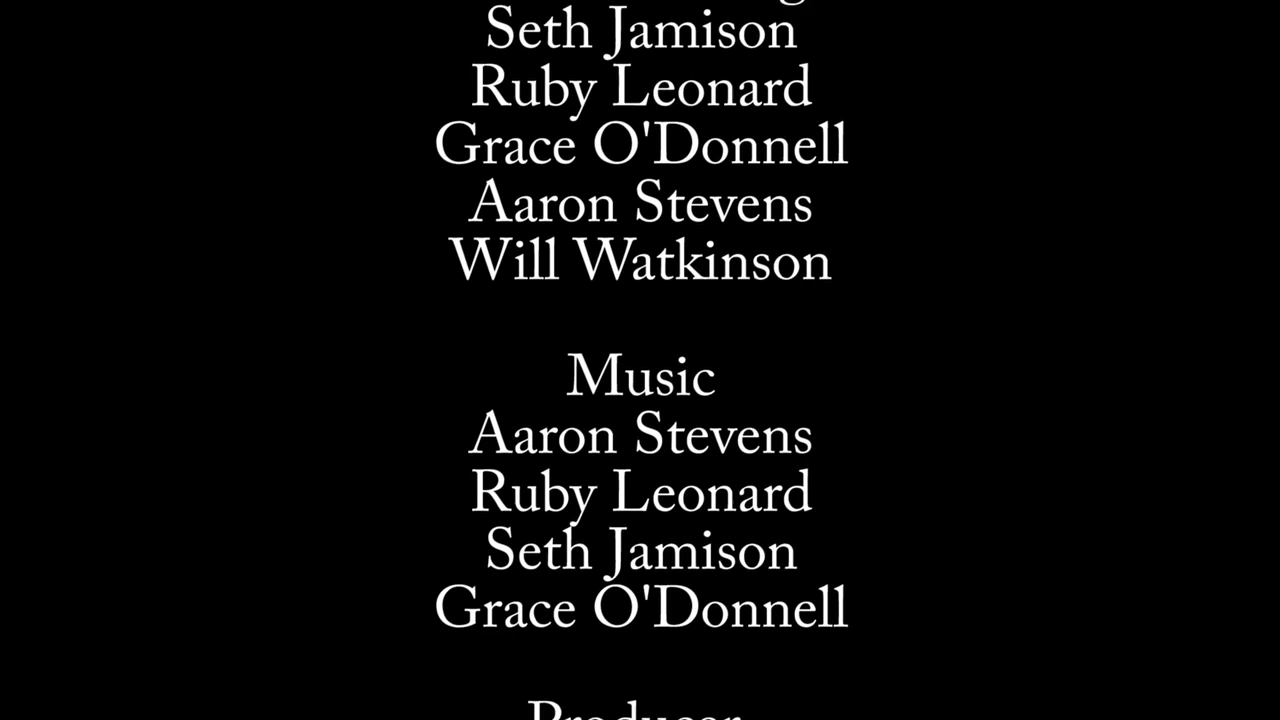 Seth Jamison
Ruby Leonard
Grace O'Donnell
Aaron Stevens
Will Watkinson
Music
Aaron Stevens
Ruby Leonard
Seth Jamison
Grace O'Donnell
Producer